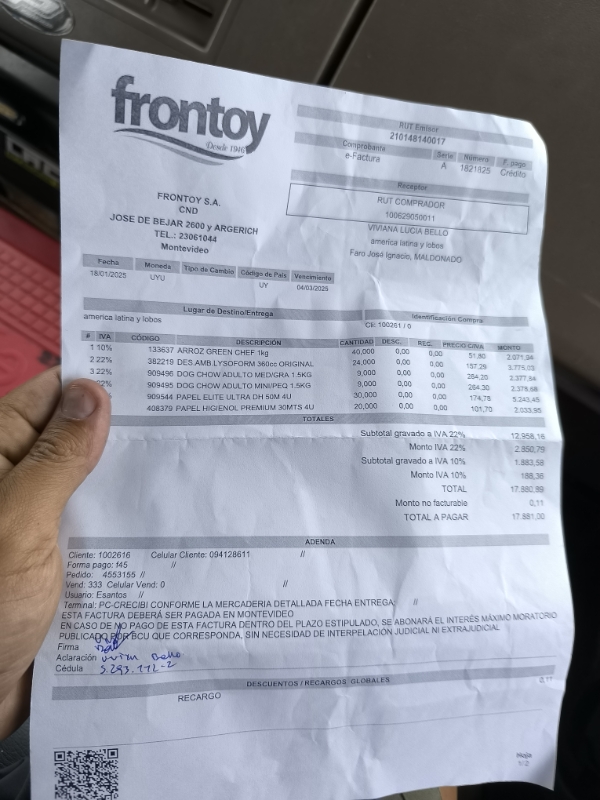 frontoy
Desde 1946
RUT Emisor
210148140017
Comprobante Serie Número F. pago
e-Factura A 1821825 Crédito
Receptor
RUT COMPRADOR
100629050011
VIVIANA LUCIA BELLO
america latina y lobos
Faro José Ignacio, MALDONADO
FRONTOY S.A.
CND
JOSE DE BEJAR 2600 y ARGERICH
TEL.: 23061044
Montevideo
Fecha Moneda Tipo de Cambio Código de País Vencimiento
18/01/2025 UYU UY 04/03/2025
Lugar de Destino/Entrega Identificación Compra
america latina y lobos CE: 100261 / 0
# IVA CÓDIGO DESCRIPCIÓN CANTIDAD DESC. REC. PRECIO C/IVA MONTO
1 10% 133637 ARROZ GREEN CHEF 1kg 40,000 0,00 0,00 51,80 2.071,94
2 22% 382219 DES.AMB LYSOFORM 360cc ORIGINAL 24,000 0,00 0,00 157,29 3.775,03
3 22% 909496 DOG CHOW ADULTO MED/GRA 1.5KG 9,000 0,00 0,00 264,20 2.377,84
22% 909495 DOG CHOW ADULTO MINI/PEQ 1.5KG 9,000 0,00 0,00 264,30 2.378,68
909544 PAPEL ELITE ULTRA DH 50M 4U 30,000 0,00 0,00 174,78 5.243,45
408379 PAPEL HIGIENOL PREMIUM 30MTS 4U 20,000 0,00 0,00 101,70 2.033,95
TOTALES
Subtotal gravado a IVA 22% 12.958,16
Monto IVA 22% 2.850,79
Subtotal gravado a IVA 10% 1.883,58
Monto IVA 10% 188,36
TOTAL 17.880,89
Monto no facturable 0,11
TOTAL A PAGAR 17.881,00
ADENDA
Cliente: 1002616 Celular Cliente: 094128611 //
Forma pago: f45 //
Pedido: 4553155 //
Vend: 333 Celular Vend: 0 //
Usuario: Esantos //
Terminal: PC-CRECIBI CONFORME LA MERCADERIA DETALLADA FECHA ENTREGA: //
ESTA FACTURA DEBERÁ SER PAGADA EN MONTEVIDEO
EN CASO DE NO PAGO DE ESTA FACTURA DENTRO DEL PLAZO ESTIPULADO, SE ABONARÁ EL INTERÉS MÁXIMO MORATORIO
PUBLICADO POR BCU QUE CORRESPONDA, SIN NECESIDAD DE INTERPELACIÓN JUDICIAL NI EXTRAJUDICIAL
Firma
Aclaración Vivian Bello
Cédula 5.293.112-2
DESCUENTOS / RECARGOS GLOBALES
RECARGO 0,11
Hoja
1/2